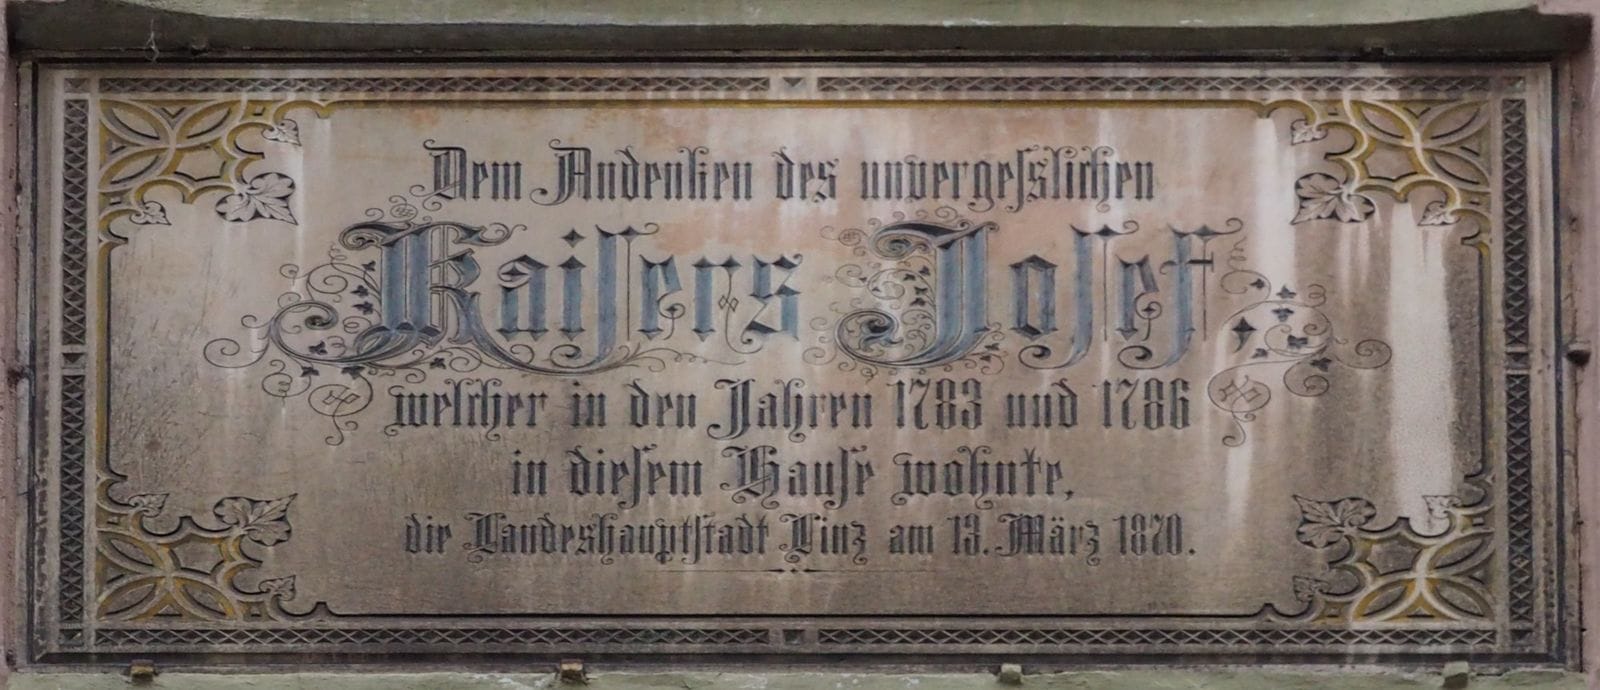 Dem Andenken des unvergesslichen
Kaisers Josef
welcher in den Jahren 1783 und 1786
in diesem Hause wohnte,
die Landeshauptstadt Linz am 13. März 1870.